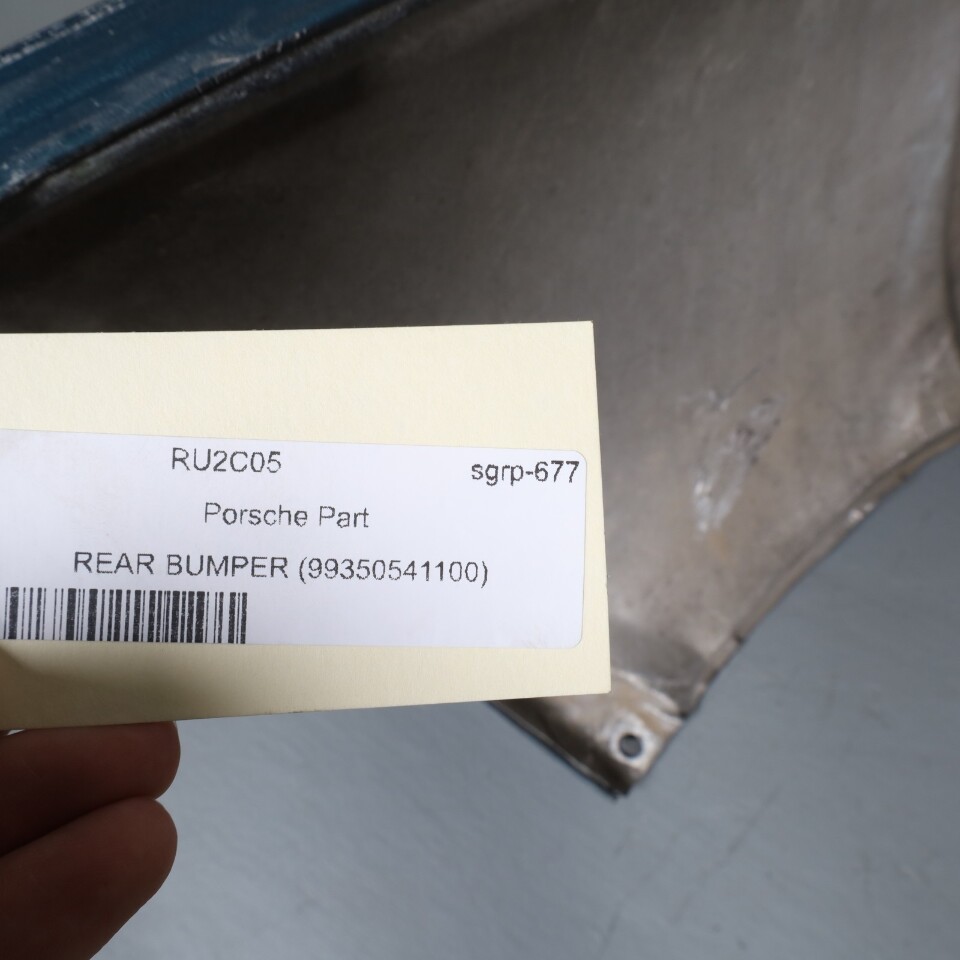 RU2C05 sgrp-677
Porsche Part
REAR BUMPER (99350541100)